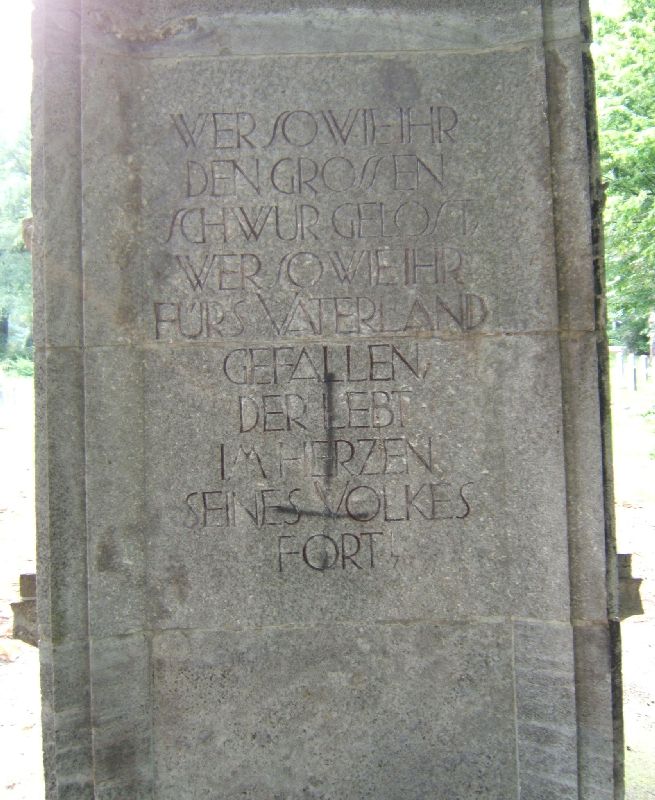 WER SO WIE IHR
DEN GROSSEN
SCHWUR GELÖST,
WER SO WIE IHR
FÜRS VATERLAND
GEFALLEN,
DER LEBT
IM HERZEN
SEINES VOLKES
FORT.